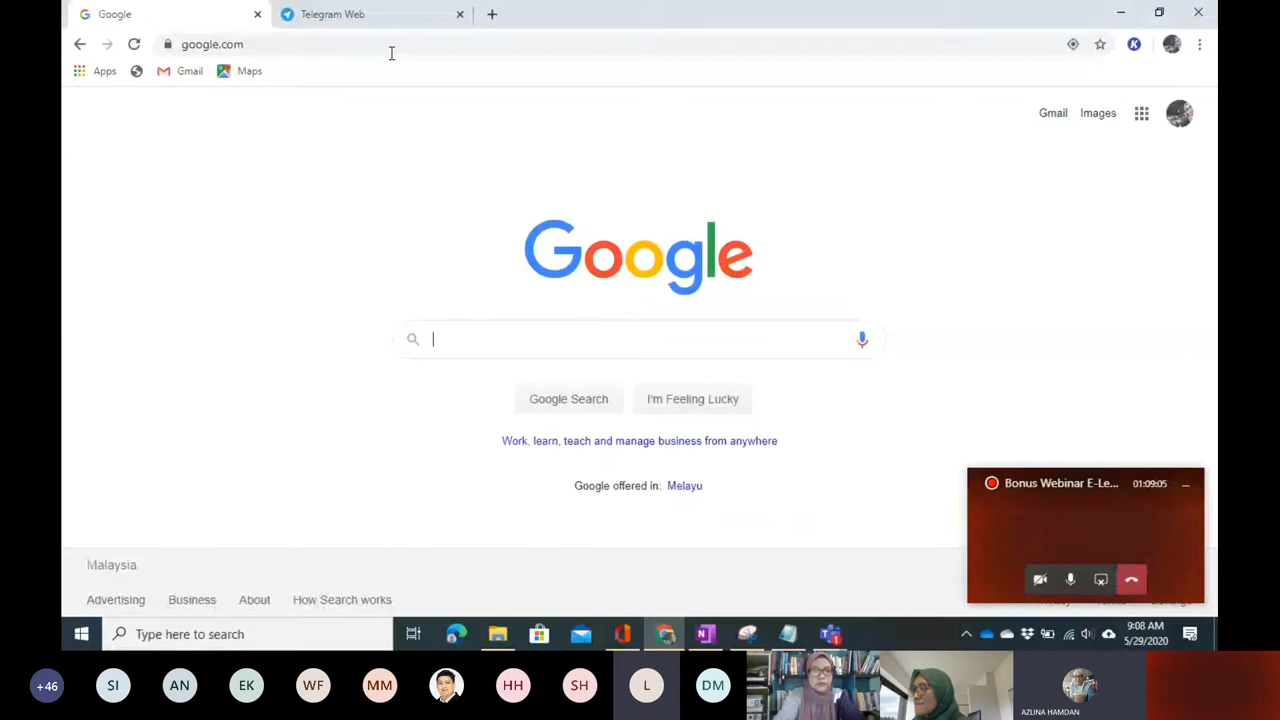 Google
Telegram Web
google.com
K
Apps
Gmail
Maps
Gmail
Images
Google
Google Search
I'm Feeling Lucky
Work, learn, teach and manage business from anywhere
Google offered in: Melayu
Bonus Webinar E-Le...
01:09:05
Malaysia
Advertising
Business
About
How Search works
Type here to search
N
9:08 AM
5/29/2020
+46
SI
AN
EK
WF
MM
HH
SH
L
DM
AZLINA HAMDAN